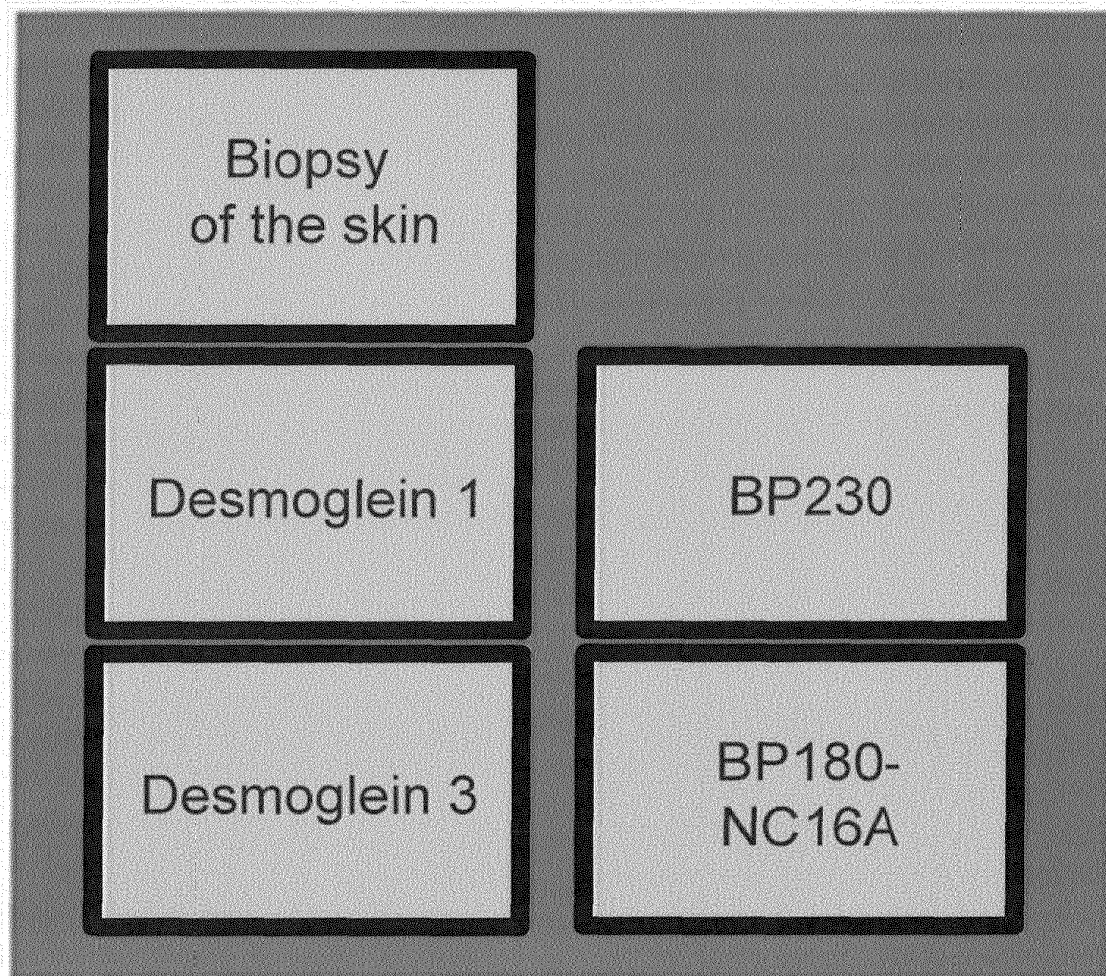 Biopsy
of the skin
Desmoglein 1
BP230
Desmoglein 3
BP180-
NC16A